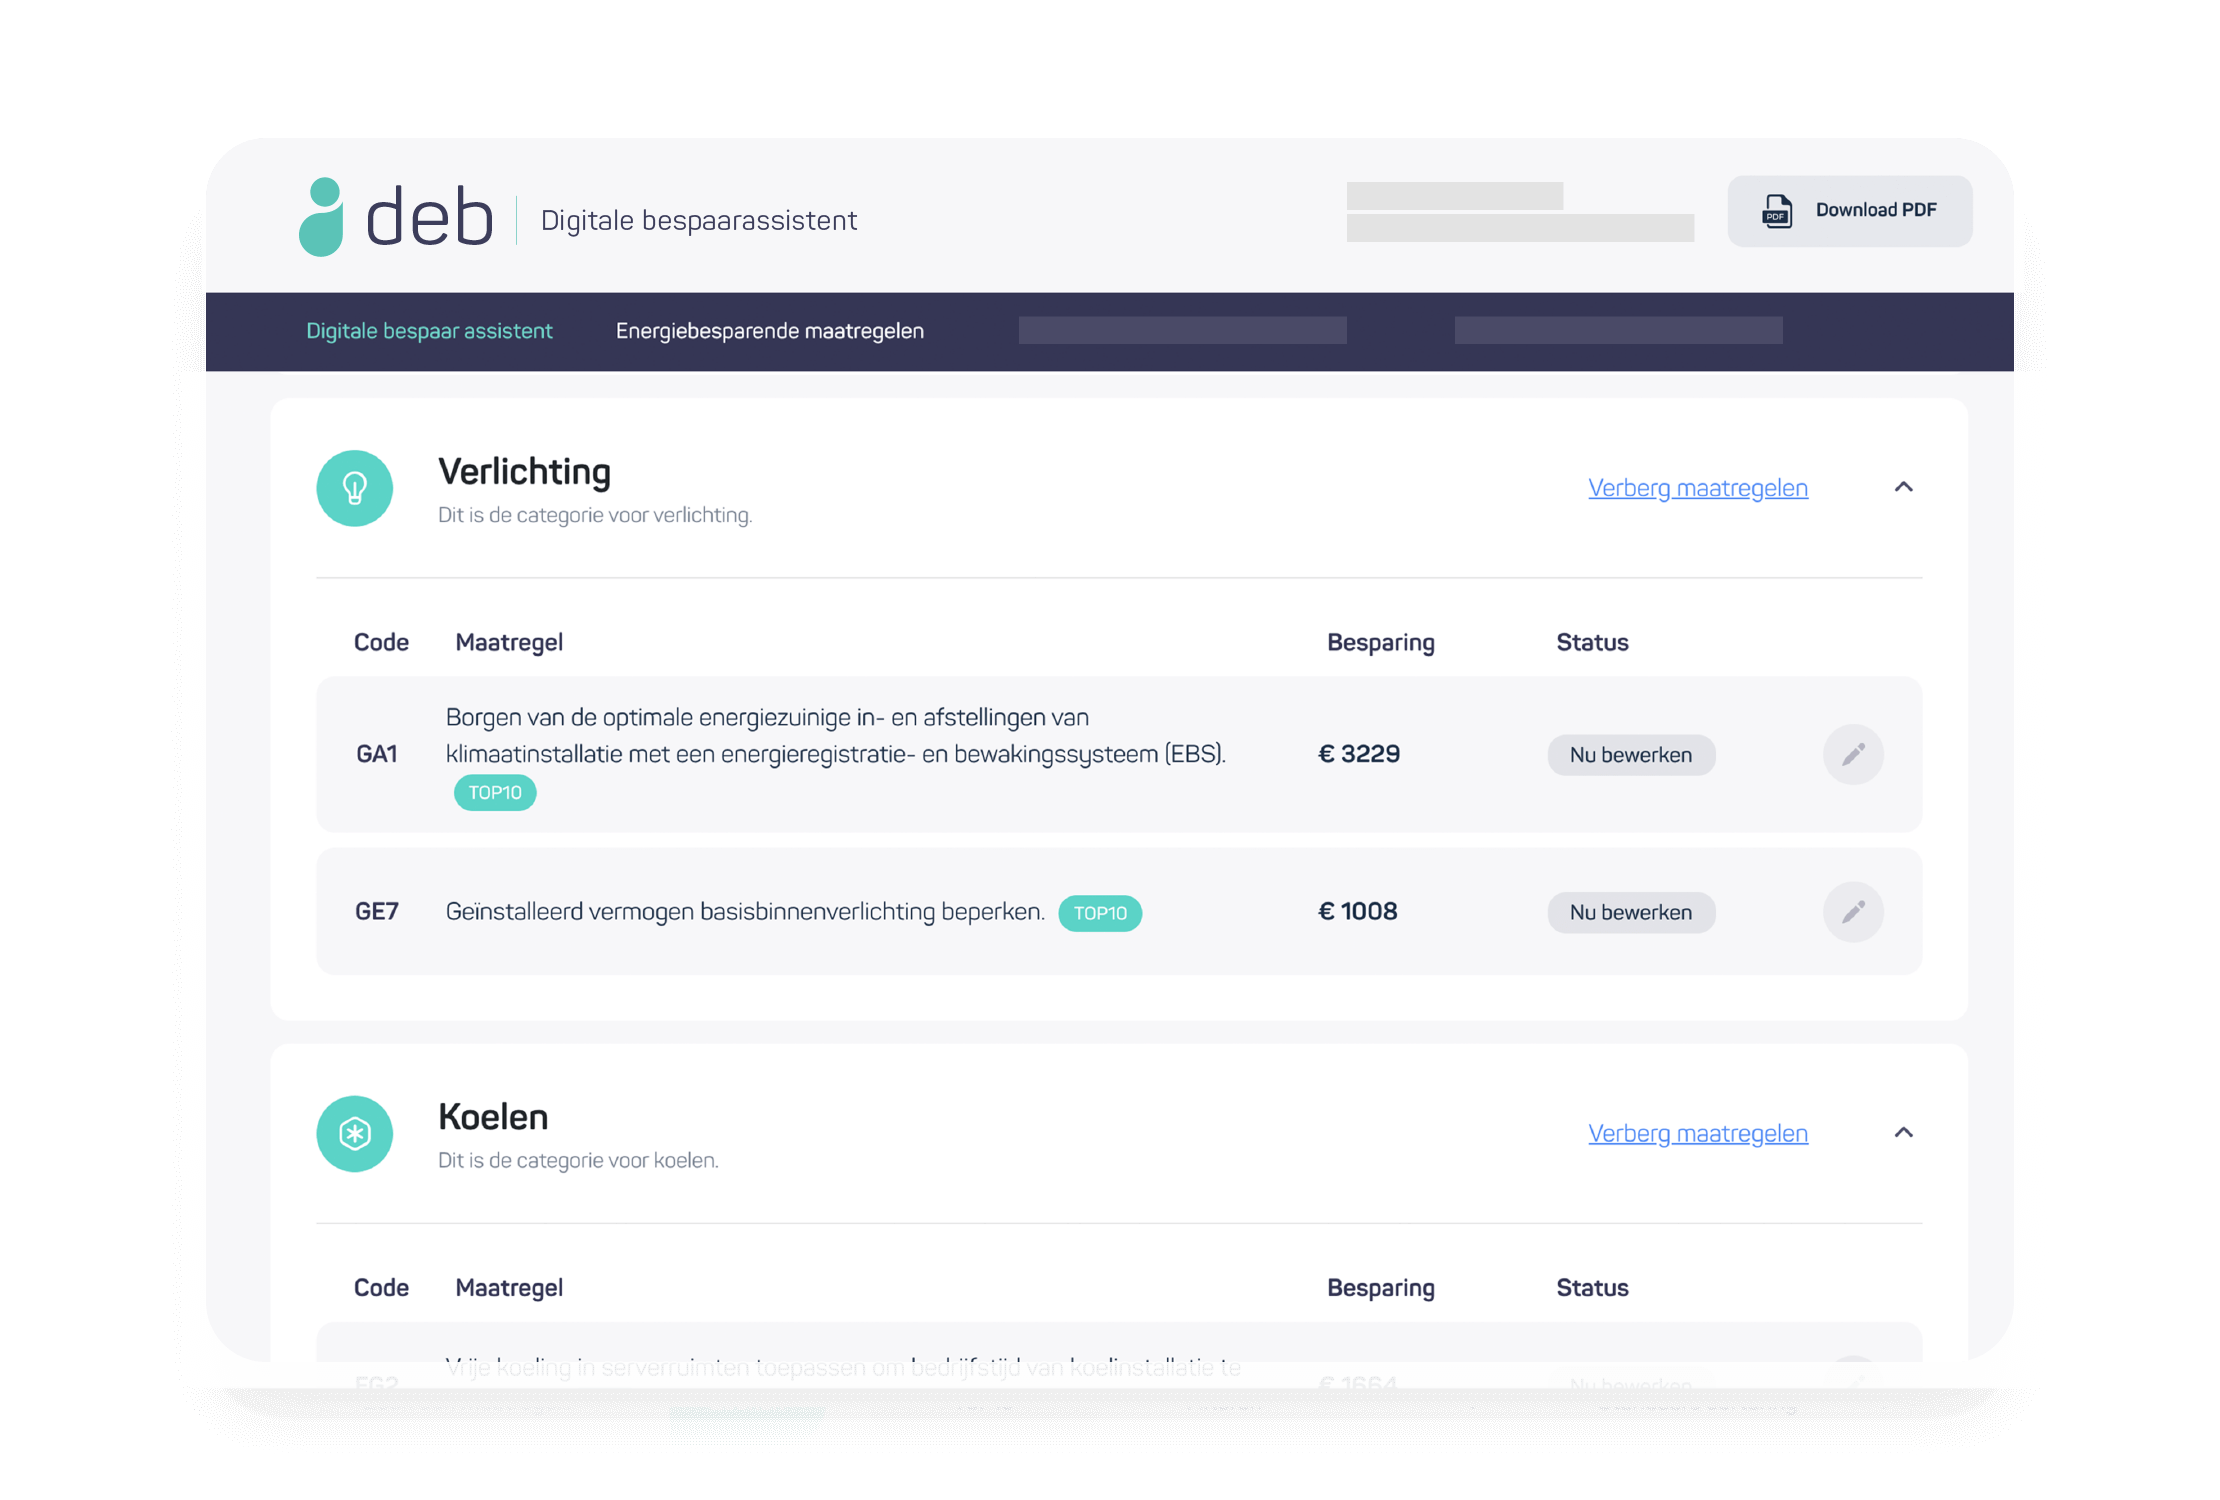 deb
Digitale bespaarassistent
PDF
Download PDF
Digitale bespaar assistent
Energiebesparende maatregelen
Verlichting
Dit is de categorie voor verlichting.
Verberg maatregelen
Code Maatregel Besparing Status
Borgen van de optimale energiezuinige in- en afstellingen van
GA1 klimaatinstallatie met een energieregistratie- en bewakingssysteem (EBS). € 3229 Nu bewerken
TOP10
GE7 Geïnstalleerd vermogen basisbinnenverlichting beperken. TOP10 € 1008 Nu bewerken
Koelen
Dit is de categorie voor koelen.
Verberg maatregelen
Code Maatregel Besparing Status
Vrije koeling in serverruimten toepassen om bedrijfstijd van koelinstallatie te
€ 1664 Nu bewerken